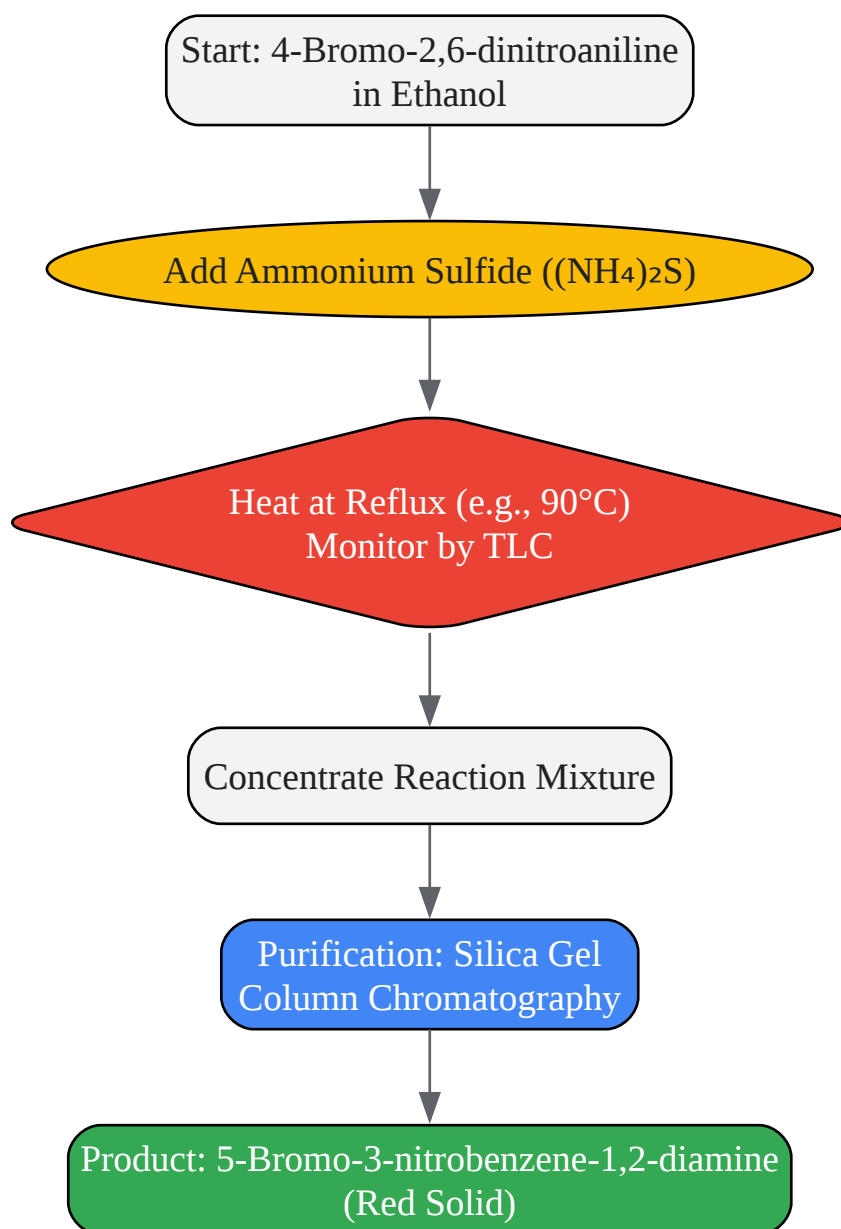 Start: 4-Bromo-2,6-dinitroaniline
in Ethanol
Add Ammonium Sulfide ((NH₄)₂S)
Heat at Reflux (e.g., 90°C)
Monitor by TLC
Concentrate Reaction Mixture
Purification: Silica Gel
Column Chromatography
Product: 5-Bromo-3-nitrobenzene-1,2-diamine
(Red Solid)